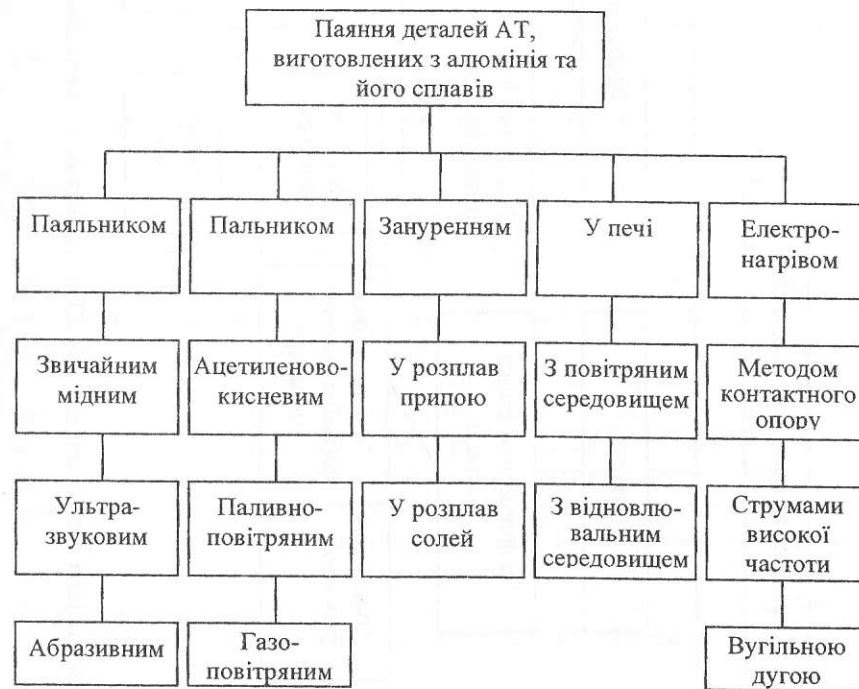 Паяння деталей АТ,
виготовлених з алюмінія та
його сплавів
Паяльником
Пальником
Зануренням
У печі
Електро-
нагрівом
Звичайним
мідним
Ацетиленово-
кисневим
У розплав
припою
З повітряним
середовищем
Методом
контактного
опору
Ультра-
звуковим
Паливно-
повітряним
У розплав
солей
З відновлю-
вальним
середовищем
Струмами
високої
частоти
Абразивним
Газо-
повітряним
Вугільною
дугою